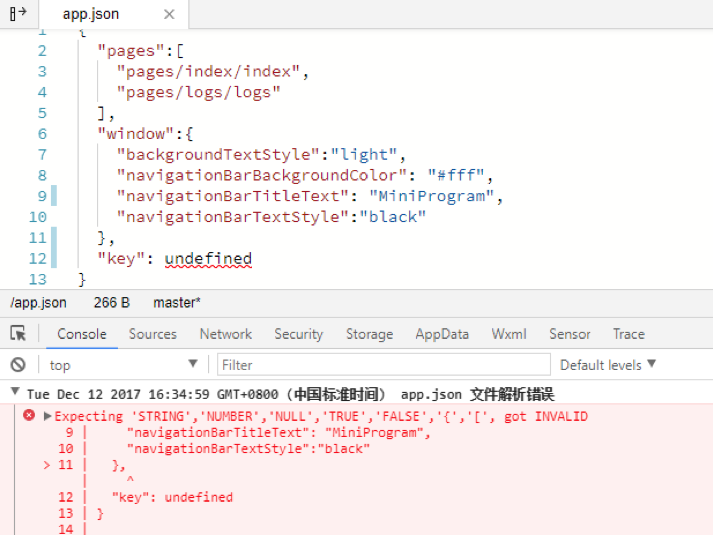 app.json
1 {
2 "pages":[
3 "pages/index/index",
4 "pages/logs/logs"
5 ],
6 "window":{
7 "backgroundTextStyle":"light",
8 "navigationBarBackgroundColor": "#fff",
9 "navigationBarTitleText": "MiniProgram",
10 "navigationBarTextStyle":"black"
11 },
12 "key": undefined
13 }
/app.json 266 B master*
Console Sources Network Security Storage AppData Wxml Sensor Trace
top Filter Default levels
Tue Dec 12 2017 16:34:59 GMT+0800 (中国标准时间) app.json 文件解析错误
Expecting 'STRING','NUMBER','NULL','TRUE','FALSE','{','[', got INVALID
9 | "navigationBarTitleText": "MiniProgram",
10 | "navigationBarTextStyle":"black"
> 11 | },
| ^
12 | "key": undefined
13 | }
14 |